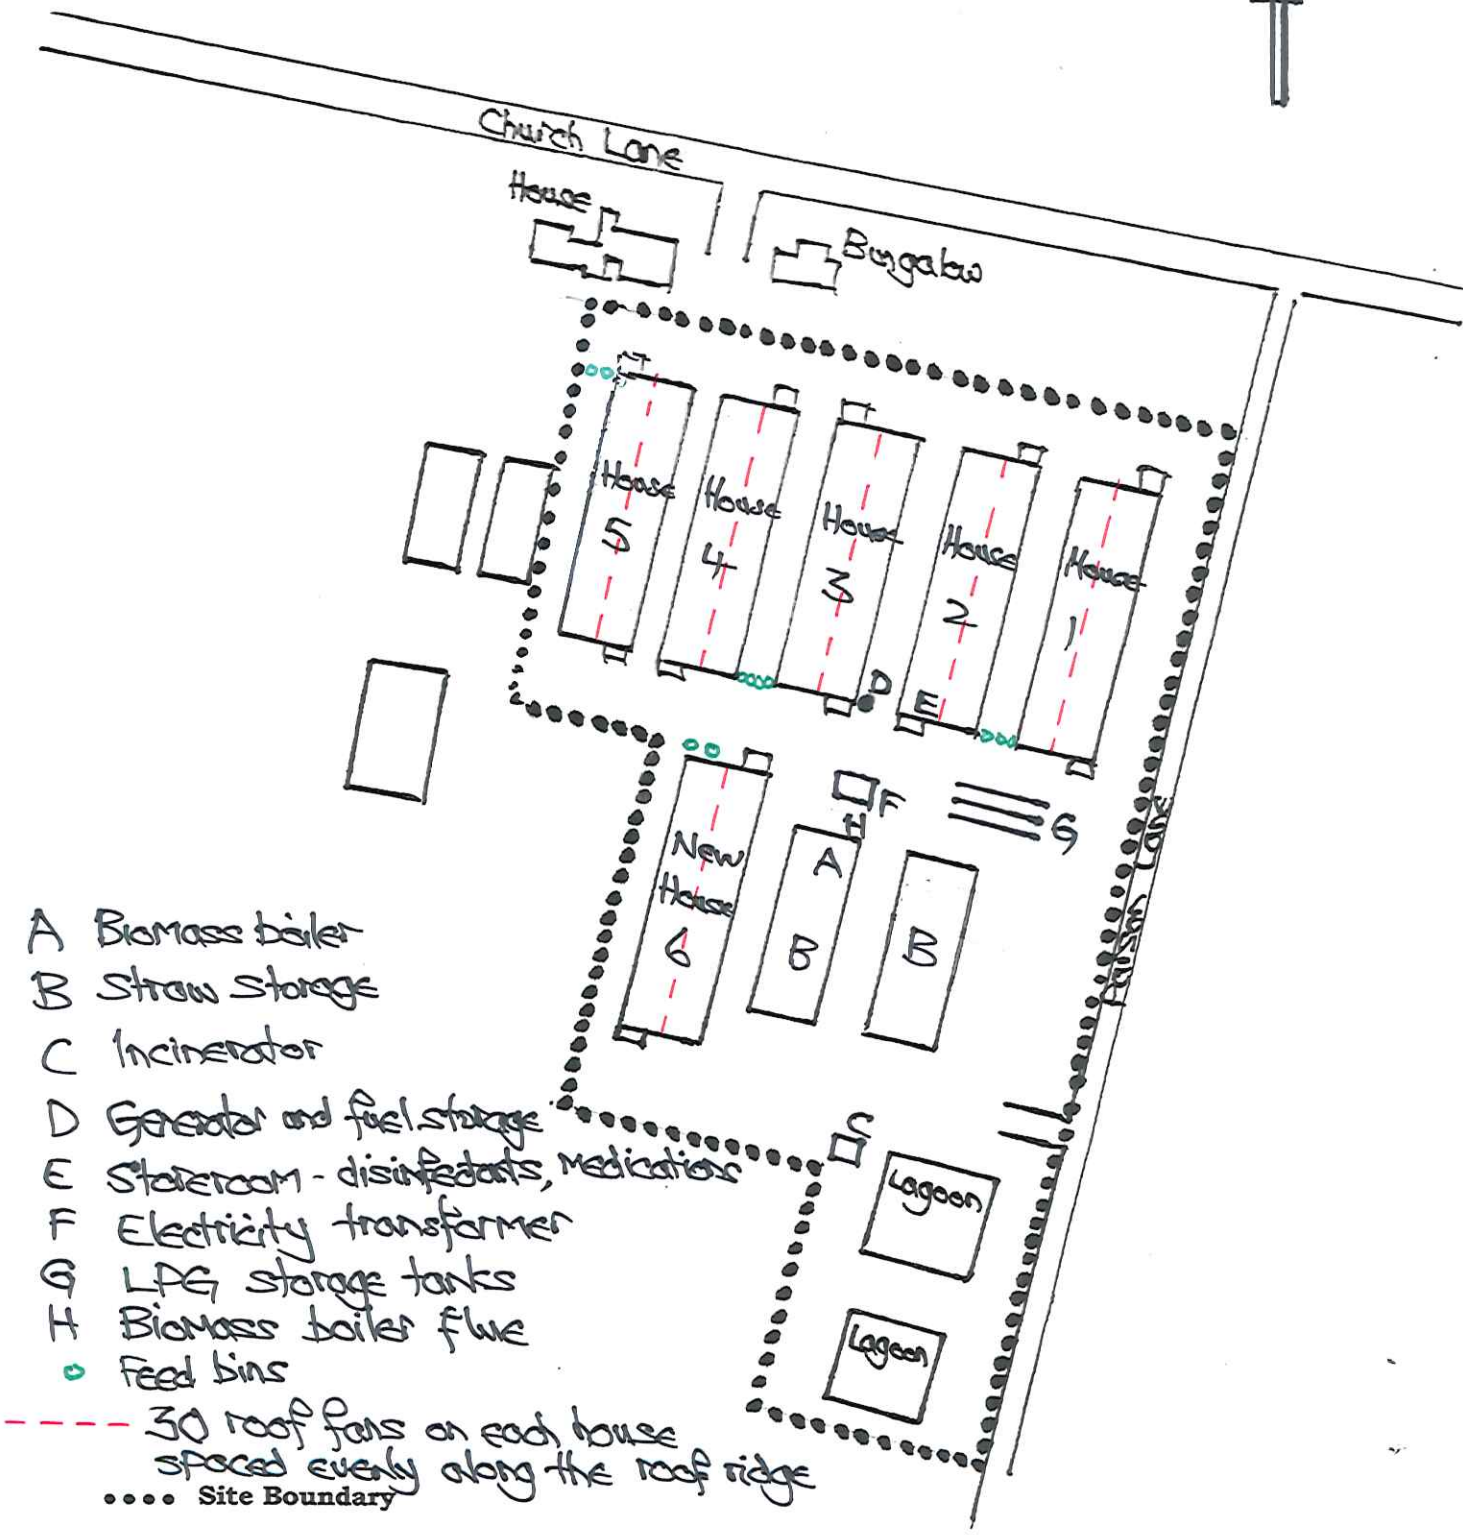 Church Lane
House
Bungalow
House
5
House
4
House
3
House
2
House
1
D
E
F
G
H
A
B
B
New
House
6
Parson Lane
C
Lagoon
Lagoon
A Biomass boiler
B Straw storage
C Incinerator
D Generator and fuel storage
E Storeroom - disinfectants, medications
F Electricity transformer
G LPG storage tanks
H Biomass boiler flue
Feed bins
30 roof fans on each house
spaced evenly along the roof ridge
Site Boundary